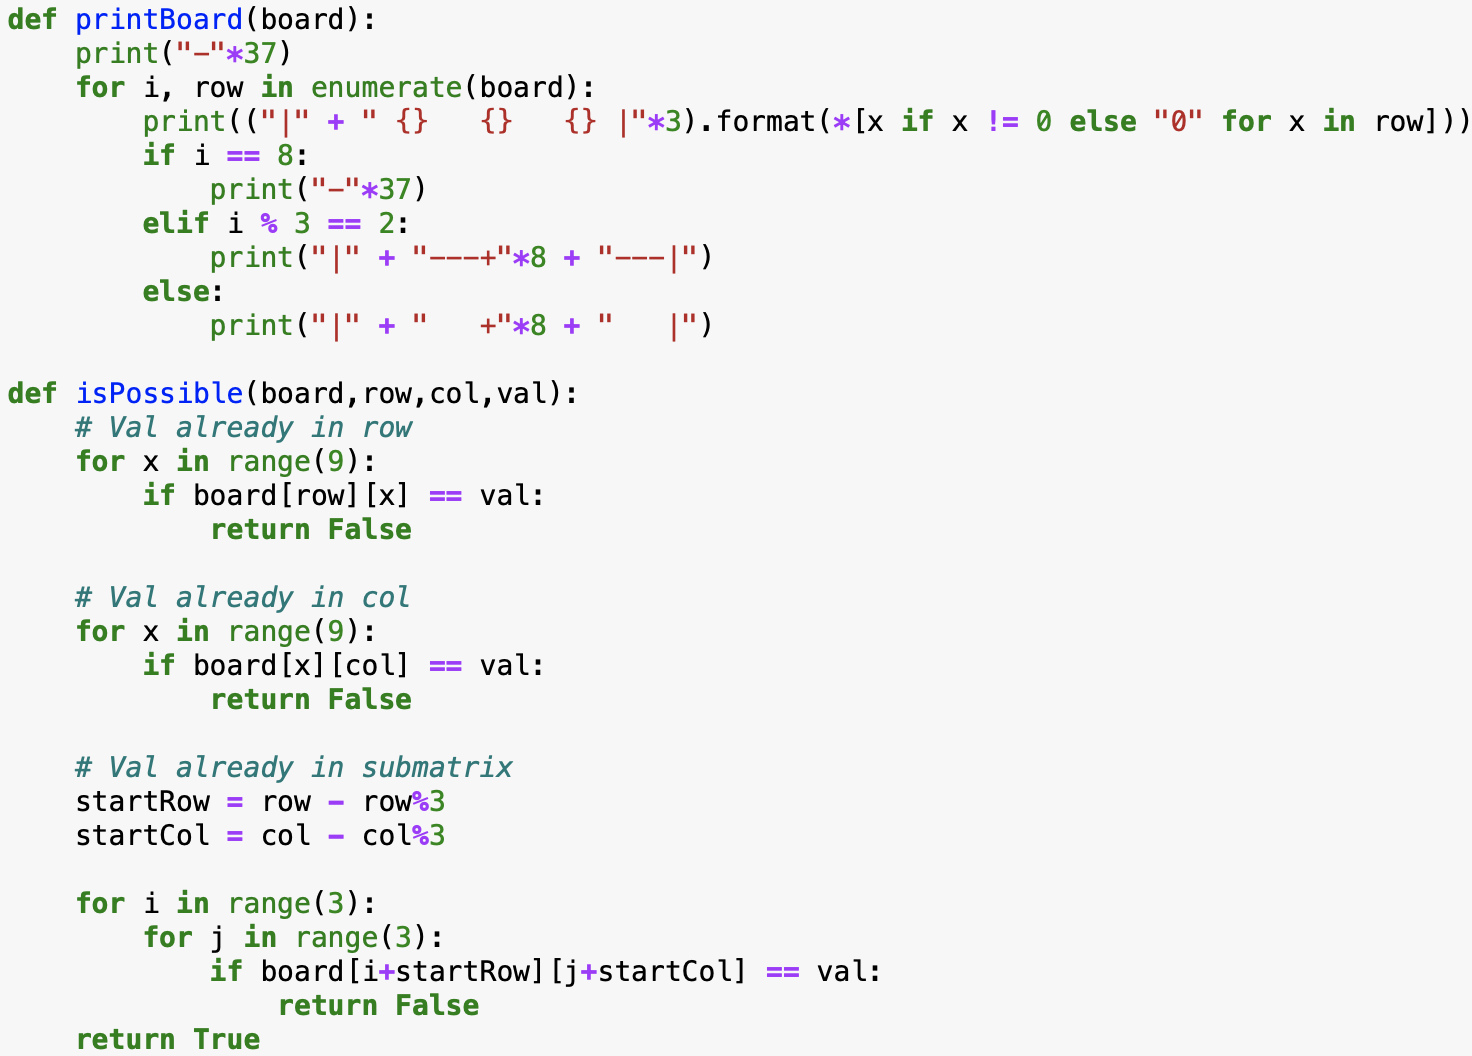 def printBoard(board):
    print("-"*37)
    for i, row in enumerate(board):
        print(("|" + " {}   {}   {} |"*3).format(*[x if x != 0 else "0" for x in row]))
        if i == 8:
            print("-"*37)
        elif i % 3 == 2:
            print("|" + "---+"*8 + "---|")
        else:
            print("|" + "   +"*8 + "   |")

def isPossible(board,row,col,val):
    # Val already in row
    for x in range(9):
        if board[row][x] == val:
            return False

    # Val already in col
    for x in range(9):
        if board[x][col] == val:
            return False

    # Val already in submatrix
    startRow = row - row%3
    startCol = col - col%3

    for i in range(3):
        for j in range(3):
            if board[i+startRow][j+startCol] == val:
                return False
    return True